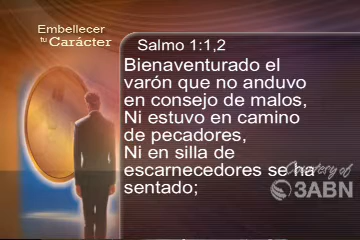 Embellecer
tu Carácter
Salmo 1:1,2
Bienaventurado el
varón que no anduvo
en consejo de malos,
Ni estuvo en camino
de pecadores,
Ni en silla de
escarnecedores se ha
sentado;
Courtesy of
3ABN